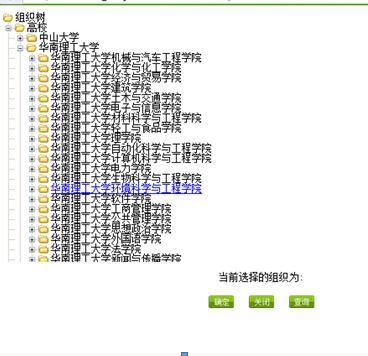 组织树
高校
中山大学
华南理工大学
华南理工大学机械与汽车工程学院
华南理工大学化学与化工学院
华南理工大学经济与贸易学院
华南理工大学建筑学院
华南理工大学土木与交通学院
华南理工大学电子与信息学院
华南理工大学材料科学与工程学院
华南理工大学轻工与食品学院
华南理工大学理学院
华南理工大学自动化科学与工程学院
华南理工大学计算机科学与工程学院
华南理工大学电力学院
华南理工大学生物科学与工程学院
华南理工大学环境科学与工程学院
华南理工大学软件学院
华南理工大学工商管理学院
华南理工大学公共管理学院
华南理工大学思想政治学院
华南理工大学外国语学院
华南理工大学法学院
华南理工大学新闻与传播学院
当前选择的组织为:
确定 关闭 查询